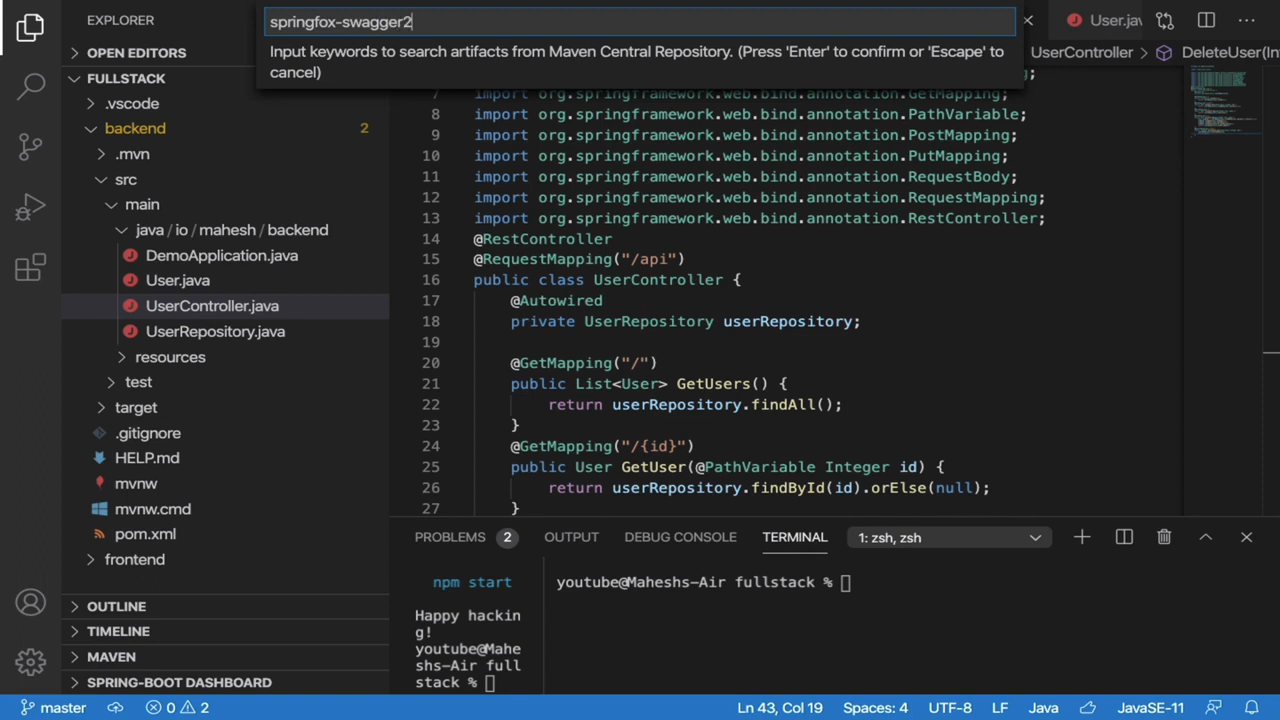 EXPLORER
OPEN EDITORS
FULLSTACK
.vscode
backend 2
.mvn
src
main
java / io / mahesh / backend
DemoApplication.java
User.java
UserController.java
UserRepository.java
resources
test
target
.gitignore
HELP.md
mvnw
mvnw.cmd
pom.xml
frontend
OUTLINE
TIMELINE
MAVEN
SPRING-BOOT DASHBOARD
springfox-swagger2
Input keywords to search artifacts from Maven Central Repository. (Press 'Enter' to confirm or 'Escape' to
cancel)
User.jav
UserController > DeleteUser(In
7 import org.springframework.web.bind.annotation.GetMapping;
8 import org.springframework.web.bind.annotation.PathVariable;
9 import org.springframework.web.bind.annotation.PostMapping;
10 import org.springframework.web.bind.annotation.PutMapping;
11 import org.springframework.web.bind.annotation.RequestBody;
12 import org.springframework.web.bind.annotation.RequestMapping;
13 import org.springframework.web.bind.annotation.RestController;
14 @RestController
15 @RequestMapping("/api")
16 public class UserController {
17 @Autowired
18 private UserRepository userRepository;
19
20 @GetMapping("/")
21 public List<User> GetUsers() {
22 return userRepository.findAll();
23 }
24 @GetMapping("/{id}")
25 public User GetUser(@PathVariable Integer id) {
26 return userRepository.findById(id).orElse(null);
27 }
PROBLEMS 2 OUTPUT DEBUG CONSOLE TERMINAL 1: zsh, zsh
npm start
Happy hackin
g!
youtube@Mahe
shs-Air full
stack %
youtube@Maheshs-Air fullstack %
master 0 2 Ln 43, Col 19 Spaces: 4 UTF-8 LF Java JavaSE-11